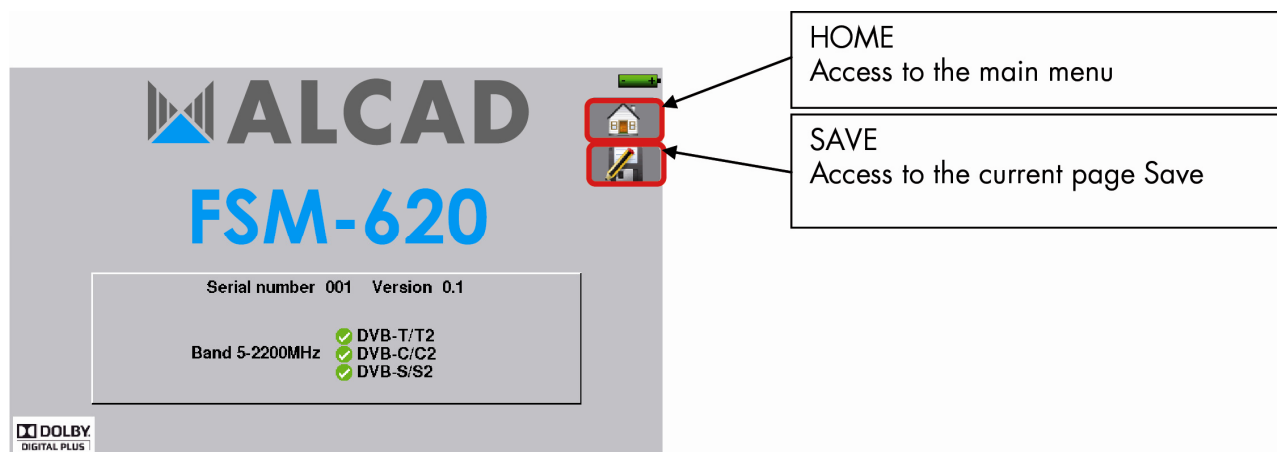 HOME
Access to the main menu
SAVE
Access to the current page Save
ALCAD
FSM-620
Serial number 001 Version 0.1
Band 5-2200MHz
DVB-T/T2
DVB-C/C2
DVB-S/S2
DOLBY.
DIGITAL PLUS